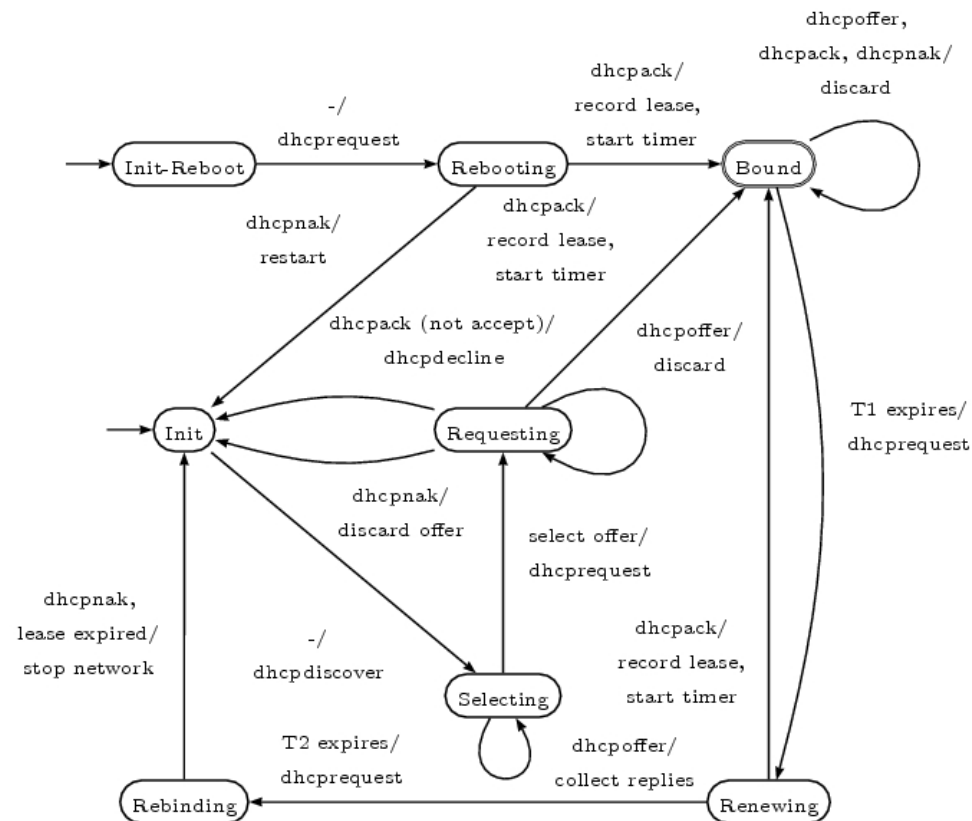 dhcpoffer,
dhcpack, dhcpnak/
discard
dhcpack/
record lease,
start timer
-/
dhcprequest
Init-Reboot
Rebooting
Bound
dhcpnak/
restart
dhcpack/
record lease,
start timer
dhcpack (not accept)/
dhcpdecline
dhcpoffer/
discard
Init
Requesting
T1 expires/
dhcprequest
dhcpnak/
discard offer
select offer/
dhcprequest
dhcpnak,
lease expired/
stop network
-/
dhcpdiscover
dhcpack/
record lease,
start timer
Selecting
T2 expires/
dhcprequest
dhcpoffer/
collect replies
Rebinding
Renewing